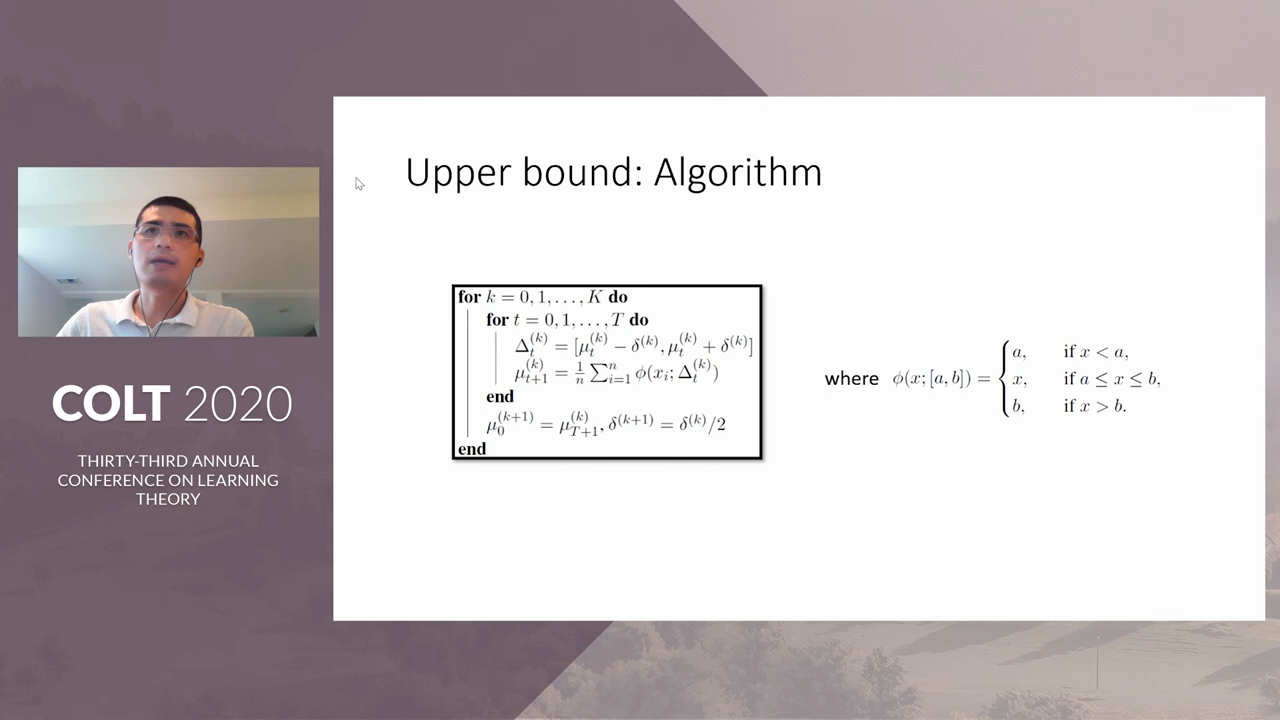 Upper bound: Algorithm
for k = 0, 1, . . . , K do
for t = 0, 1, . . . , T do
Δ_t^{(k)} = [μ_t^{(k)} − δ^{(k)}, μ_t^{(k)} + δ^{(k)}]
μ_{t+1}^{(k)} = \frac{1}{n} ∑_{i=1}^{n} ϕ(x_i; Δ_t^{(k)})
end
μ_0^{(k+1)} = μ_{T+1}^{(k)}, δ^{(k+1)} = δ^{(k)}/2
end
where ϕ(x; [a, b]) = {
a, if x < a,
x, if a ≤ x ≤ b,
b, if x > b.
COLT 2020
THIRTY-THIRD ANNUAL
CONFERENCE ON LEARNING
THEORY